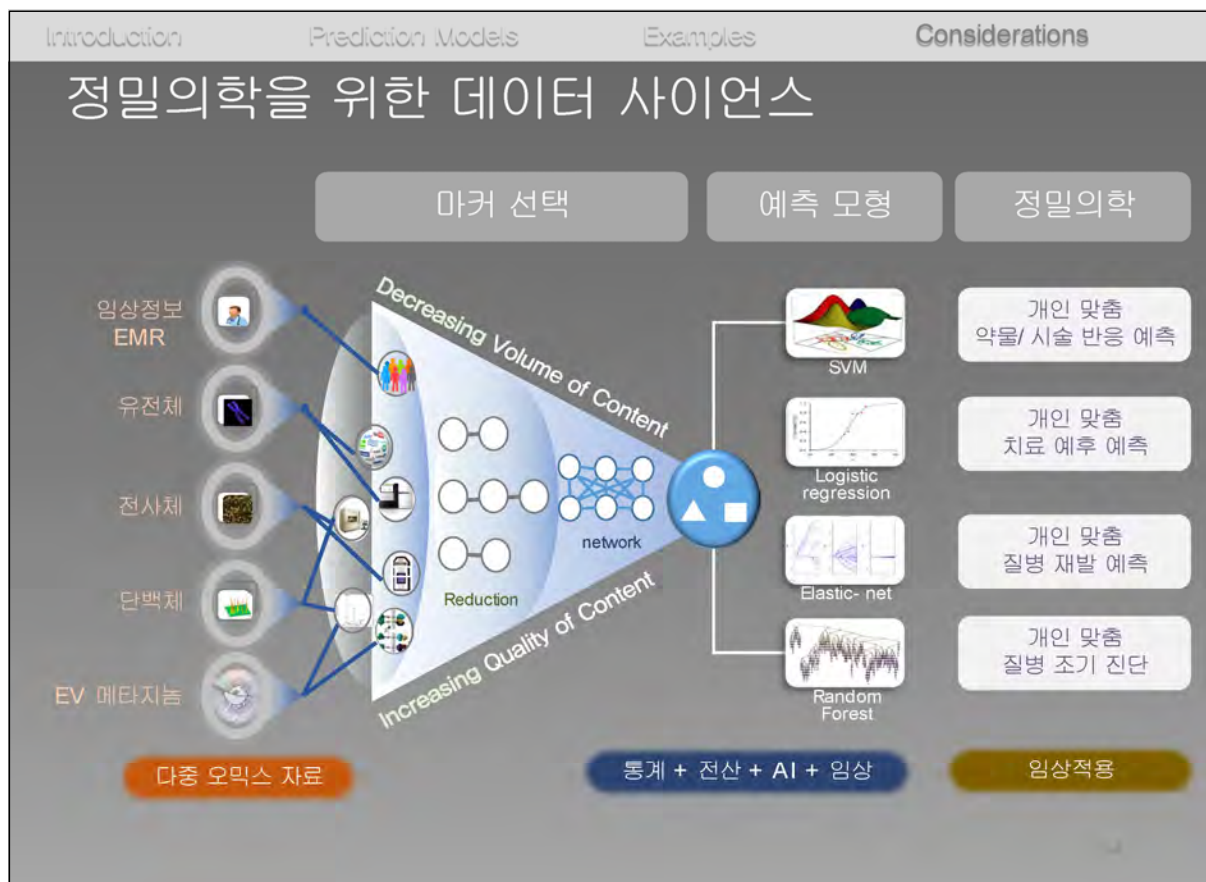 Introduction
Prediction Models
Examples
Considerations
정밀의학을 위한 데이터 사이언스
마커 선택
예측 모형
정밀의학
임상정보
EMR
유전체
전사체
단백체
EV 메타지놈
Decreasing Volume of Content
Reduction
network
Increasing Quality of Content
SVM
Logistic
regression
Elastic- net
Random
Forest
개인 맞춤
약물/ 시술 반응 예측
개인 맞춤
치료 예후 예측
개인 맞춤
질병 재발 예측
개인 맞춤
질병 조기 진단
다중 오믹스 자료
통계 + 전산 + AI + 임상
임상적용